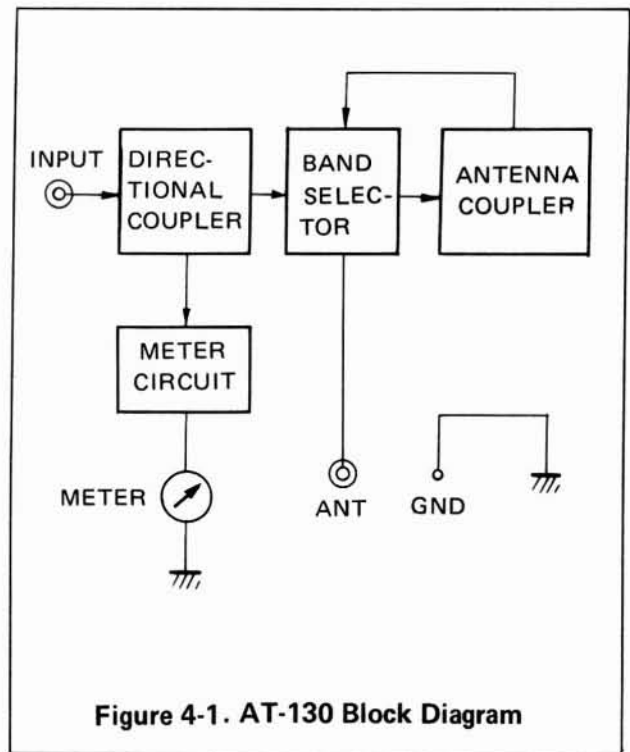 INPUT
DIREC-
TIONAL
COUPLER
BAND
SELEC-
TOR
ANTENNA
COUPLER
METER
CIRCUIT
METER
ANT
GND
Figure 4-1. AT-130 Block Diagram